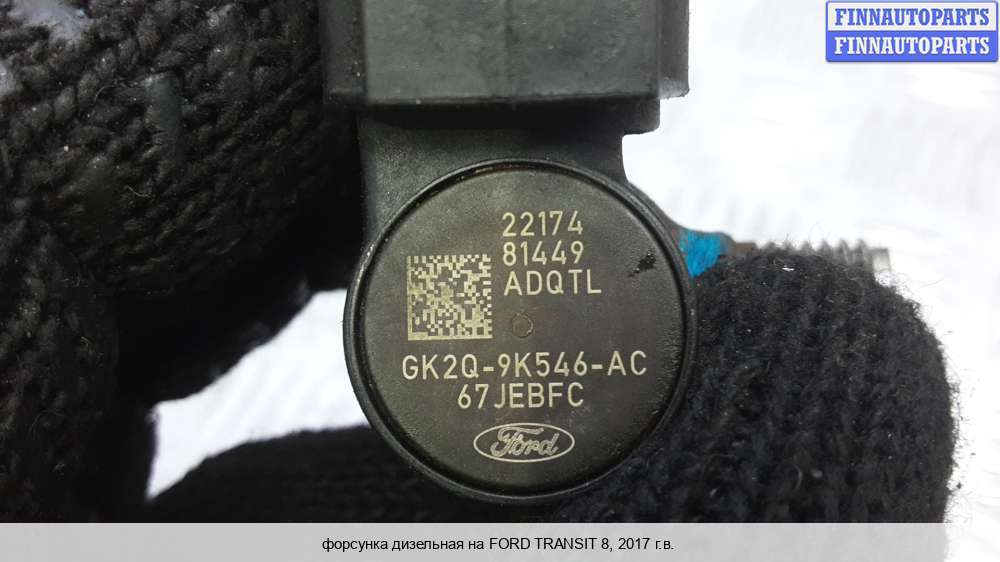 FINNAUTOPARTS
FINNAUTOPARTS
22174
81449
ADQTL
GK2Q-9K546-AC
67JEBFC
Ford
форсунка дизельная на FORD TRANSIT 8, 2017 г.в.